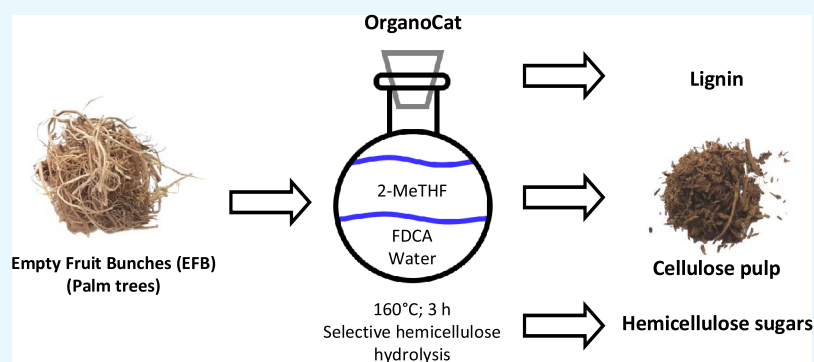 OrganoCat
Lignin
2-MeTHF
FDCA
Water
Empty Fruit Bunches (EFB)
(Palm trees)
Cellulose pulp
160°C; 3 h
Selective hemicellulose
hydrolysis
Hemicellulose sugars